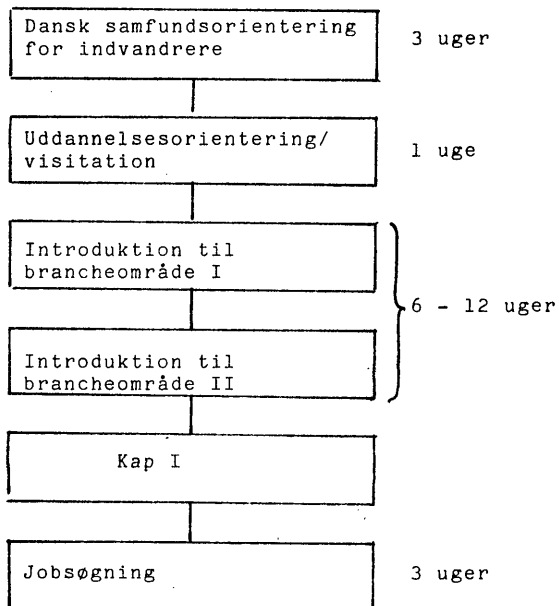 Dansk samfundsorientering
for indvandrere
3 uger
Uddannelsesorientering/
visitation
1 uge
Introduktion til
brancheområde I
6 - 12 uger
Introduktion til
brancheområde II
Kap I
Jobsøgning
3 uger